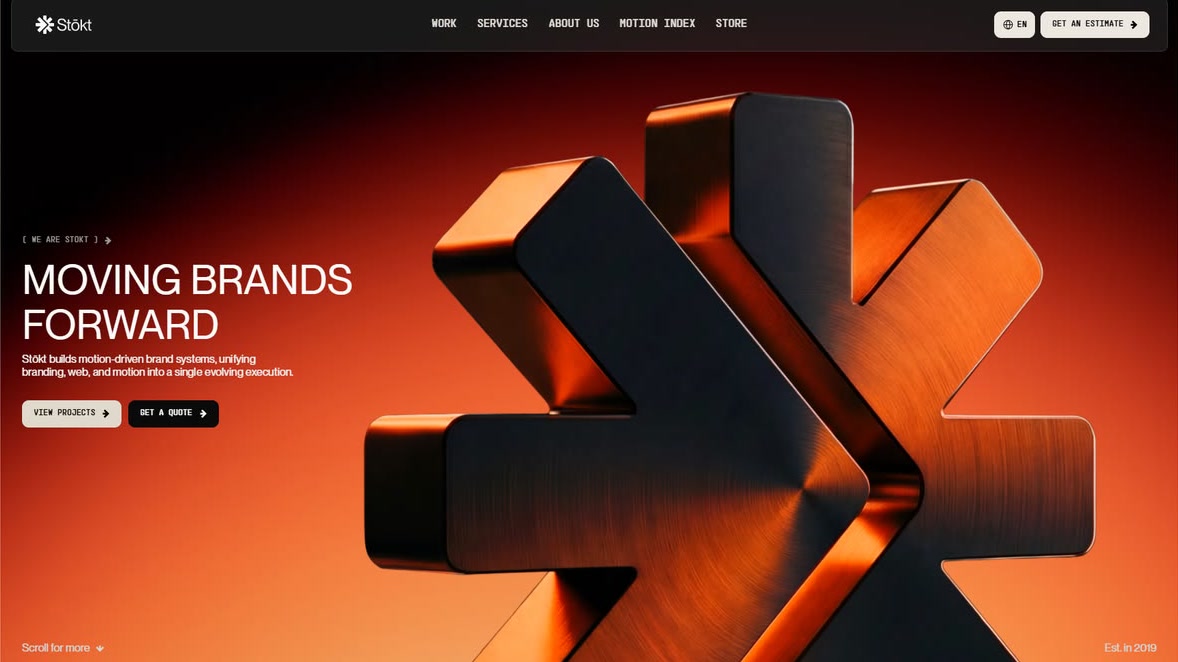 Stōkt
WORK SERVICES ABOUT US MOTION INDEX STORE
EN
GET AN ESTIMATE
[ WE ARE STOKT ]
MOVING BRANDS
FORWARD
Stōkt builds motion-driven brand systems, unifying
branding, web, and motion into a single evolving execution.
VIEW PROJECTS
GET A QUOTE
Scroll for more
Est. in 2019